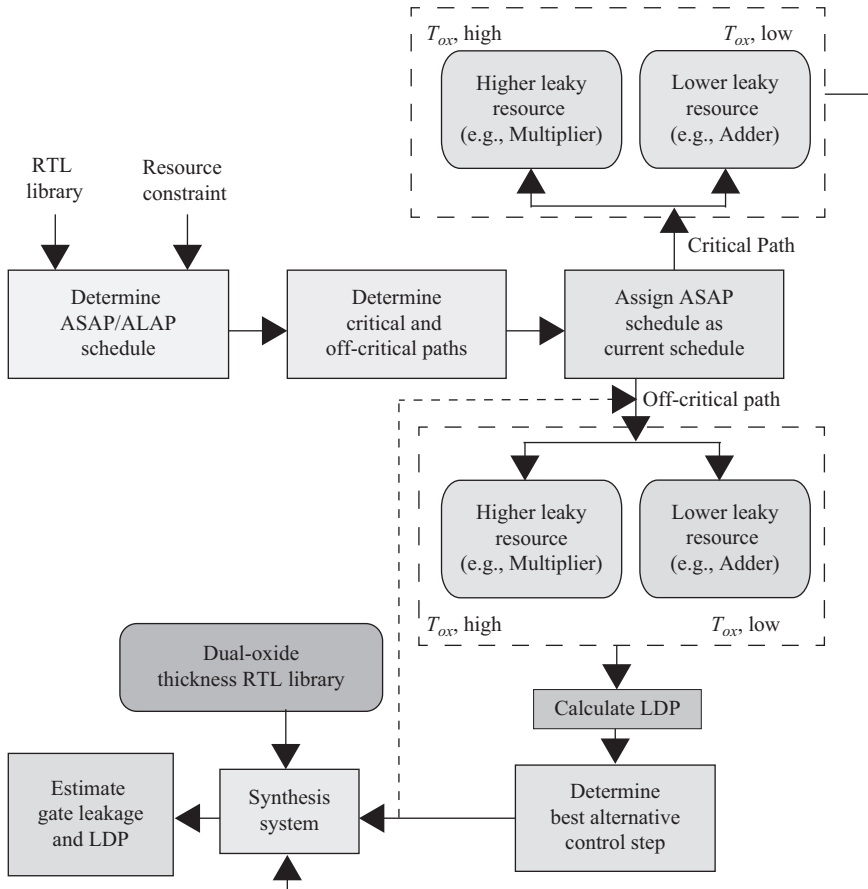 T_ox, high
T_ox, low
Higher leaky
resource
(e.g., Multiplier)
Lower leaky
resource
(e.g., Adder)
RTL
library
Resource
constraint
Critical Path
Determine
ASAP/ALAP
schedule
Determine
critical and
off-critical paths
Assign ASAP
schedule as
current schedule
Off-critical path
Higher leaky
resource
(e.g., Multiplier)
Lower leaky
resource
(e.g., Adder)
T_ox, high
T_ox, low
Dual-oxide
thickness RTL library
Calculate LDP
Estimate
gate leakage
and LDP
Synthesis
system
Determine
best alternative
control step